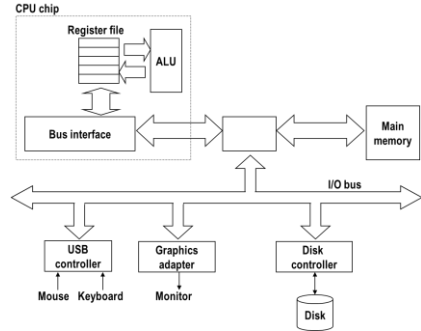 CPU chip
Register file
ALU
Bus interface
Main
memory
I/O bus
USB
controller
Graphics
adapter
Disk
controller
Mouse Keyboard
Monitor
Disk